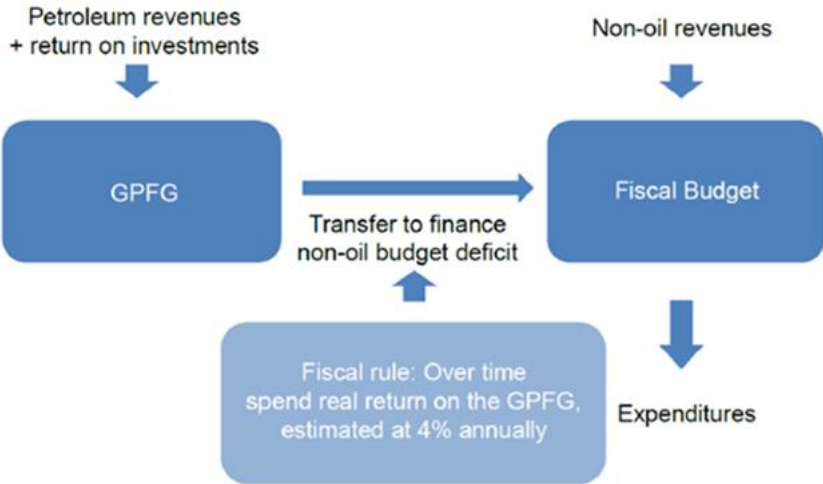 Petroleum revenues
+ return on investments
Non-oil revenues
GPFG
Fiscal Budget
Transfer to finance
non-oil budget deficit
Fiscal rule: Over time
spend real return on the GPFG,
estimated at 4% annually
Expenditures